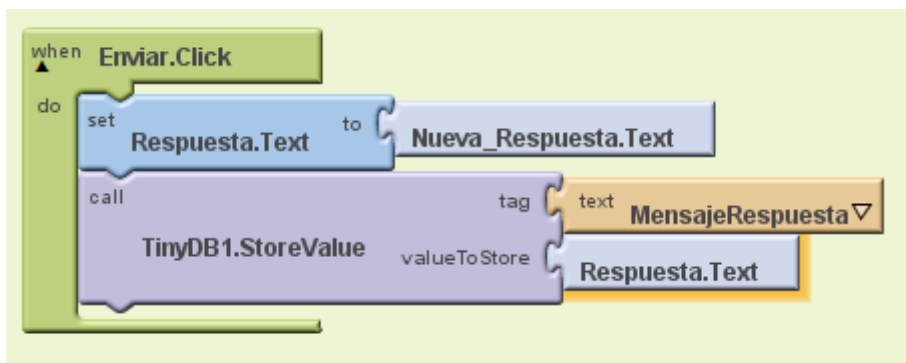 when Enviar.Click
do
set Respuesta.Text to Nueva_Respuesta.Text
call TinyDB1.StoreValue
tag text MensajeRespuesta
valueToStore Respuesta.Text